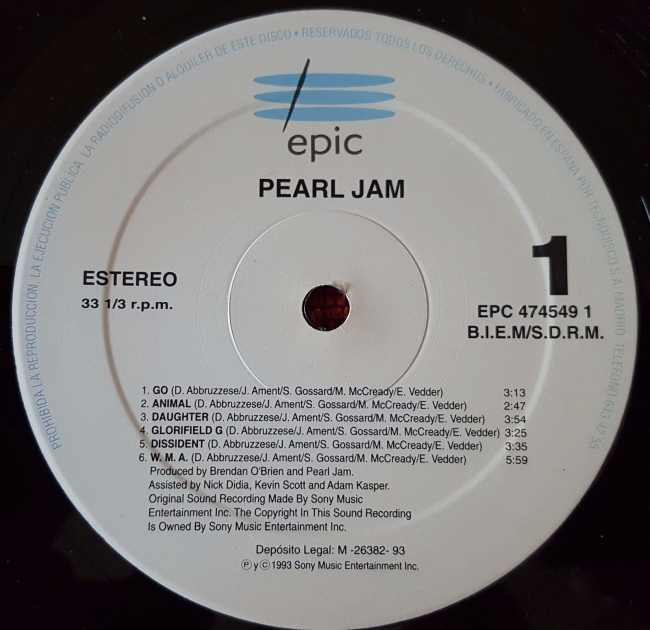 PROHIBIDA LA REPRODUCCION, LA EJECUCION PUBLICA, LA RADIODIFUSION O ALQUILER DE ESTE DISCO • RESERVADOS TODOS LOS DERECHOS • FABRICADO EN ESPAÑA POR TECNODISCO S.A. MADRID. TELEFONO 643 42 55
epic
PEARL JAM
1
ESTEREO
33 1/3 r.p.m.
EPC 474549 1
B.I.E.M/S.D.R.M.
1. GO (D. Abbruzzese/J. Ament/S. Gossard/M. McCready/E. Vedder) 3:13
2. ANIMAL (D. Abbruzzese/J. Ament/S. Gossard/M. McCready/E. Vedder) 2:47
3. DAUGHTER (D. Abbruzzese/J. Ament/S. Gossard/M. McCready/E. Vedder) 3:54
4. GLORIFIELD G (D. Abbruzzese/J. Ament/S. Gossard/M. McCready/E. Vedder) 3:25
5. DISSIDENT (D. Abbruzzese/J. Ament/S. Gossard/M. McCready/E. Vedder) 3:35
6. W. M. A. (D. Abbruzzese/J. Ament/S. Gossard/M. McCready/E. Vedder) 5:59
Produced by Brendan O'Brien and Pearl Jam.
Assisted by Nick Didia, Kevin Scott and Adam Kasper.
Original Sound Recording Made By Sony Music
Entertainment Inc. The Copyright In This Sound Recording
Is Owned By Sony Music Entertainment Inc.
Depósito Legal: M -26382- 93
Ⓟ y Ⓒ 1993 Sony Music Entertainment Inc.